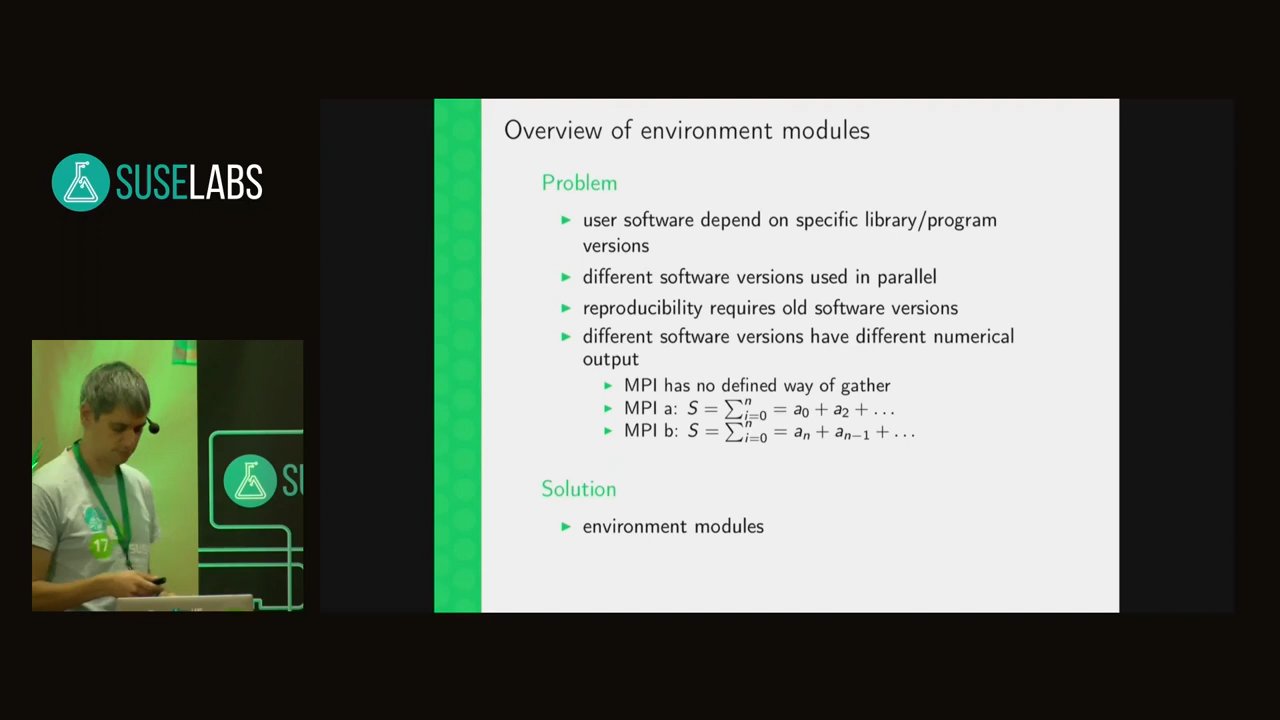 SUSELABS
Overview of environment modules
Problem
► user software depend on specific library/program
versions
► different software versions used in parallel
► reproducibility requires old software versions
► different software versions have different numerical
output
► MPI has no defined way of gather
► MPI a: S = ∑ⁿᵢ₌₀ = a₀ + a₂ + ...
► MPI b: S = ∑ⁿᵢ₌₀ = aₙ + aₙ₋₁ + ...
Solution
► environment modules
SU
17